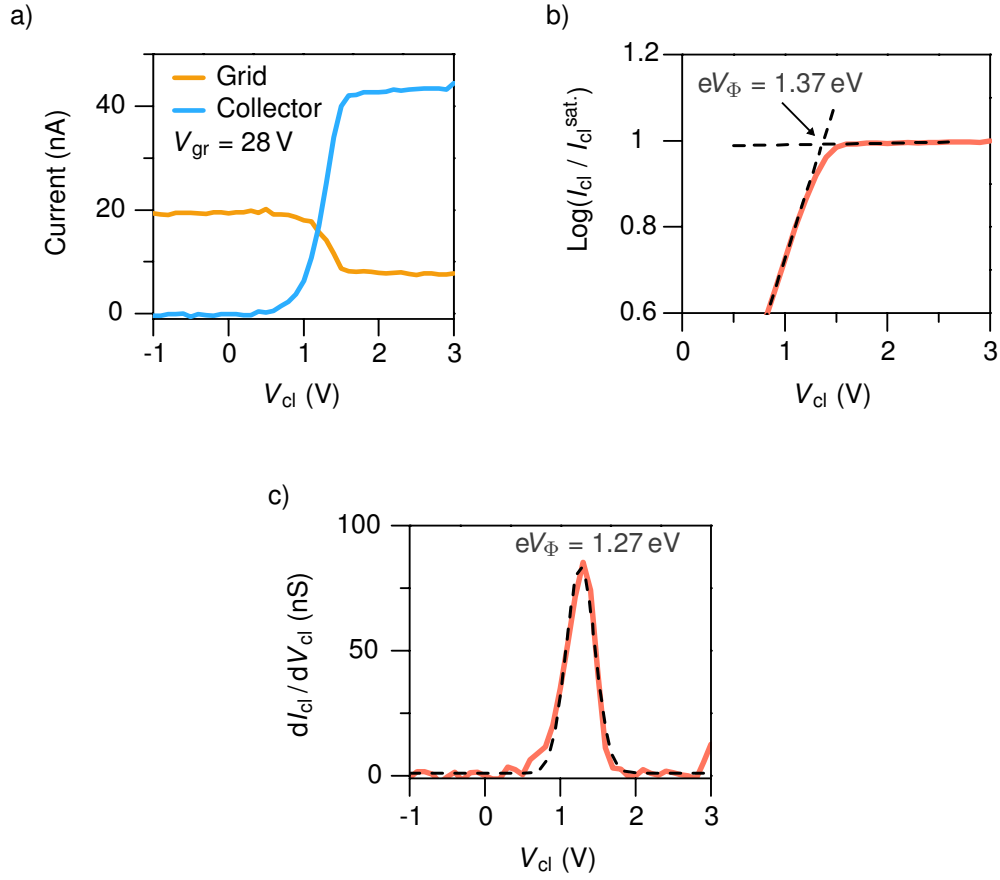 a)
Grid
Collector
V_gr = 28 V
40
20
0
Current (nA)
-1 0 1 2 3
V_cl (V)
b)
eV_Φ = 1.37 eV
1.2
1
0.8
0.6
Log(I_cl / I_cl^sat.)
0 1 2 3
V_cl (V)
c)
eV_Φ = 1.27 eV
100
50
0
dI_cl / dV_cl (nS)
-1 0 1 2 3
V_cl (V)